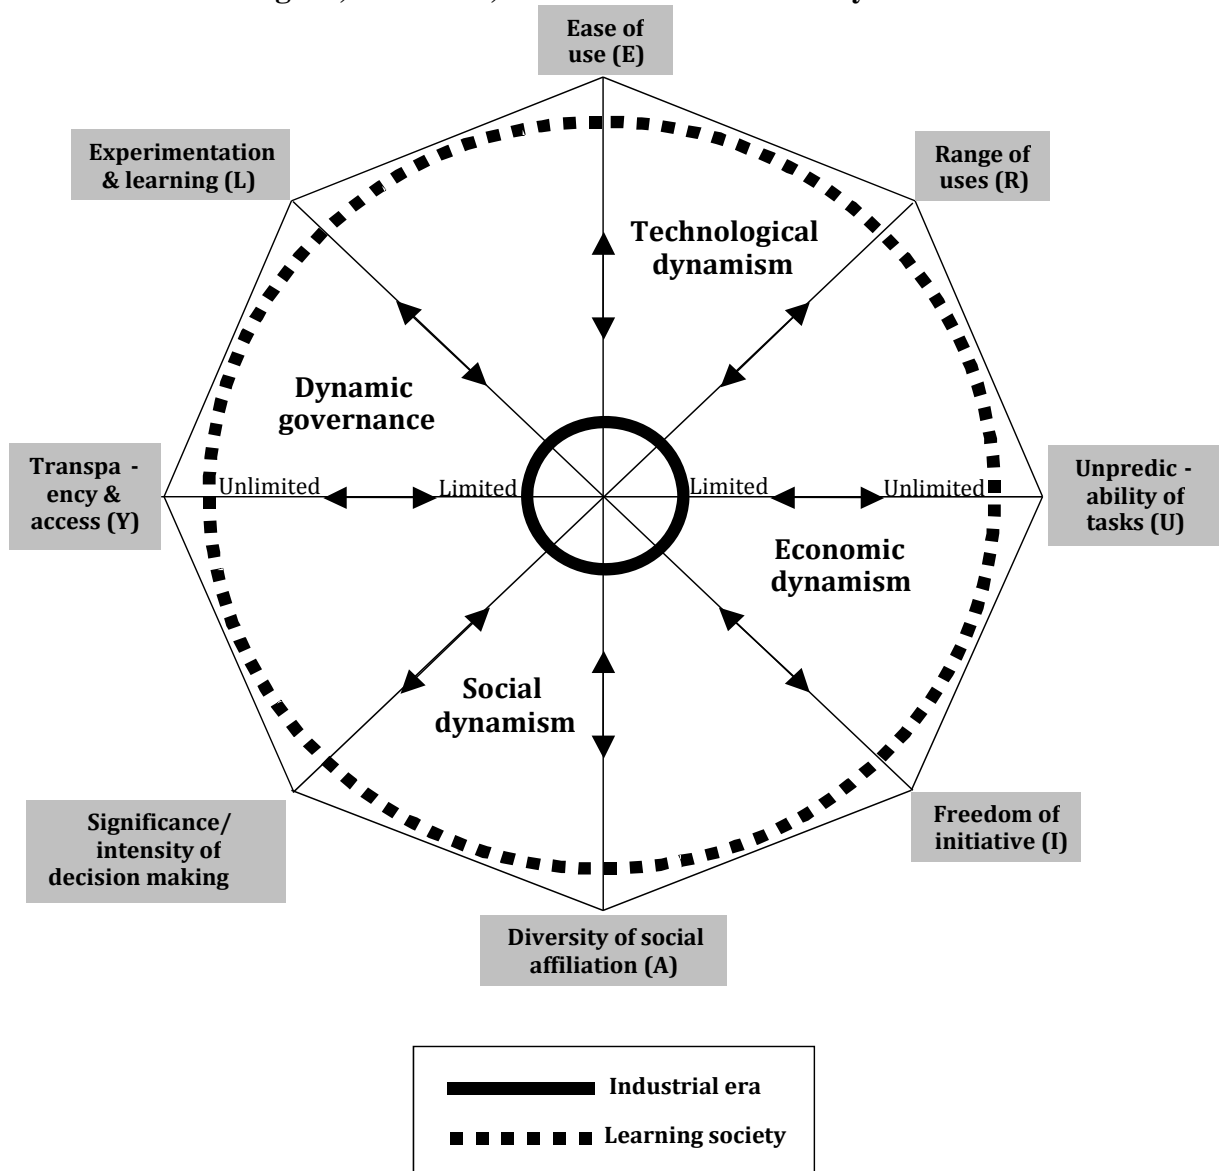 Ease of
use (E)
Experimentation
& learning (L)
Range of
uses (R)
Technological
dynamism
Dynamic
governance
Transpa -
ency &
access (Y)
Unlimited
Limited
Limited
Unlimited
Unpredic -
ability of
tasks (U)
Economic
dynamism
Social
dynamism
Significance/
intensity of
decision making
Freedom of
initiative (I)
Diversity of social
affiliation (A)
Industrial era
Learning society